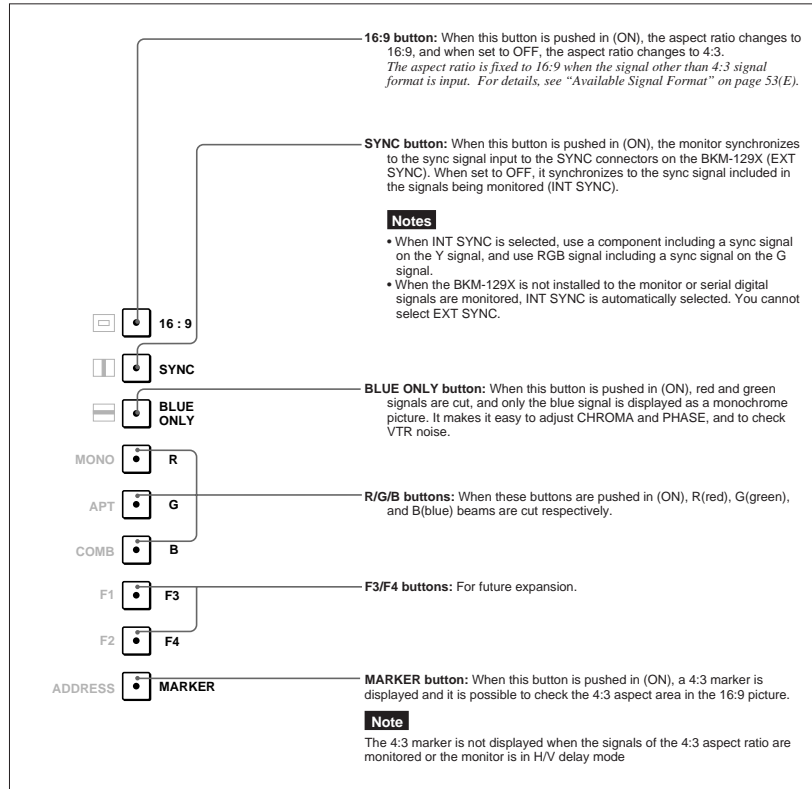 16:9 button: When this button is pushed in (ON), the aspect ratio changes to
16:9, and when set to OFF, the aspect ratio changes to 4:3.
The aspect ratio is fixed to 16:9 when the signal other than 4:3 signal
format is input. For details, see “Available Signal Format” on page 53(E).
SYNC button: When this button is pushed in (ON), the monitor synchronizes
to the sync signal input to the SYNC connectors on the BKM-129X (EXT
SYNC). When set to OFF, it synchronizes to the sync signal included in
the signals being monitored (INT SYNC).
Notes
• When INT SYNC is selected, use a component including a sync signal
on the Y signal, and use RGB signal including a sync signal on the G
signal.
• When the BKM-129X is not installed to the monitor or serial digital
signals are monitored, INT SYNC is automatically selected. You cannot
select EXT SYNC.
16 : 9
SYNC
BLUE
ONLY
BLUE ONLY button: When this button is pushed in (ON), red and green
signals are cut, and only the blue signal is displayed as a monochrome
picture. It makes it easy to adjust CHROMA and PHASE, and to check
VTR noise.
MONO R
APT G
R/G/B buttons: When these buttons are pushed in (ON), R(red), G(green),
and B(blue) beams are cut respectively.
COMB B
F1 F3
F3/F4 buttons: For future expansion.
F2 F4
ADDRESS MARKER
MARKER button: When this button is pushed in (ON), a 4:3 marker is
displayed and it is possible to check the 4:3 aspect area in the 16:9 picture.
Note
The 4:3 marker is not displayed when the signals of the 4:3 aspect ratio are
monitored or the monitor is in H/V delay mode